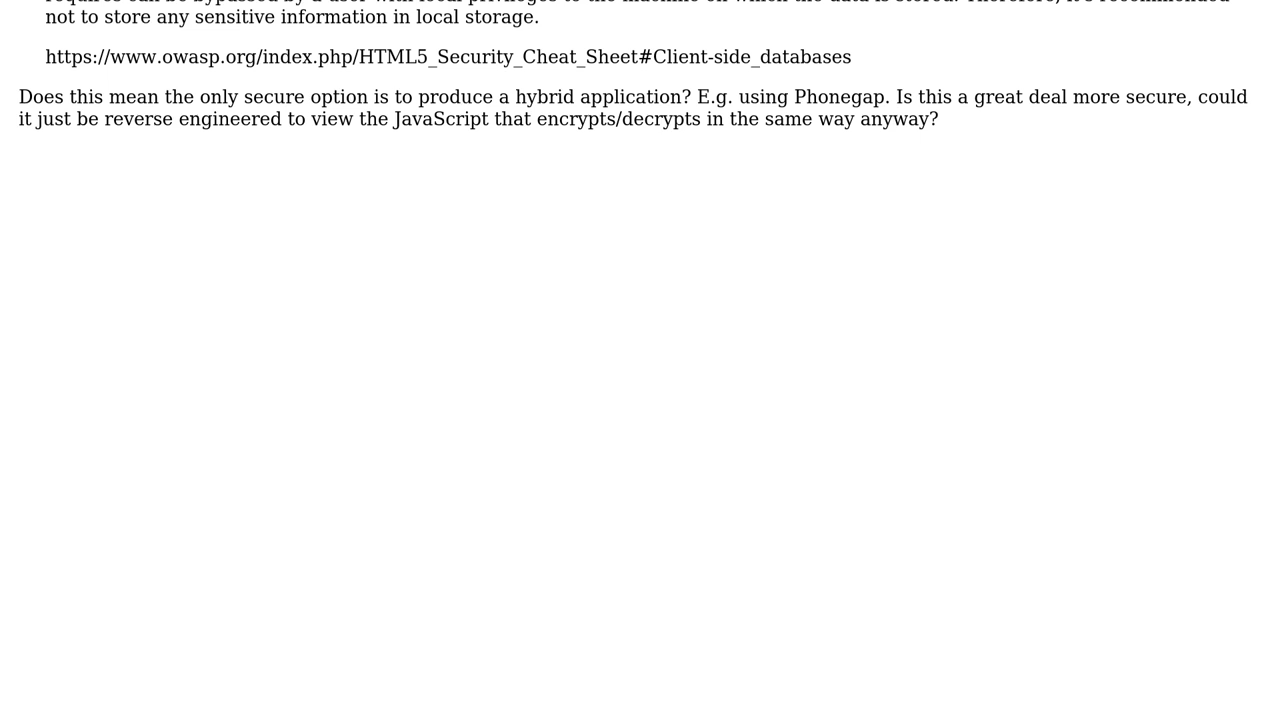 not to store any sensitive information in local storage.
https://www.owasp.org/index.php/HTML5_Security_Cheat_Sheet#Client-side_databases
Does this mean the only secure option is to produce a hybrid application? E.g. using Phonegap. Is this a great deal more secure, could
it just be reverse engineered to view the JavaScript that encrypts/decrypts in the same way anyway?